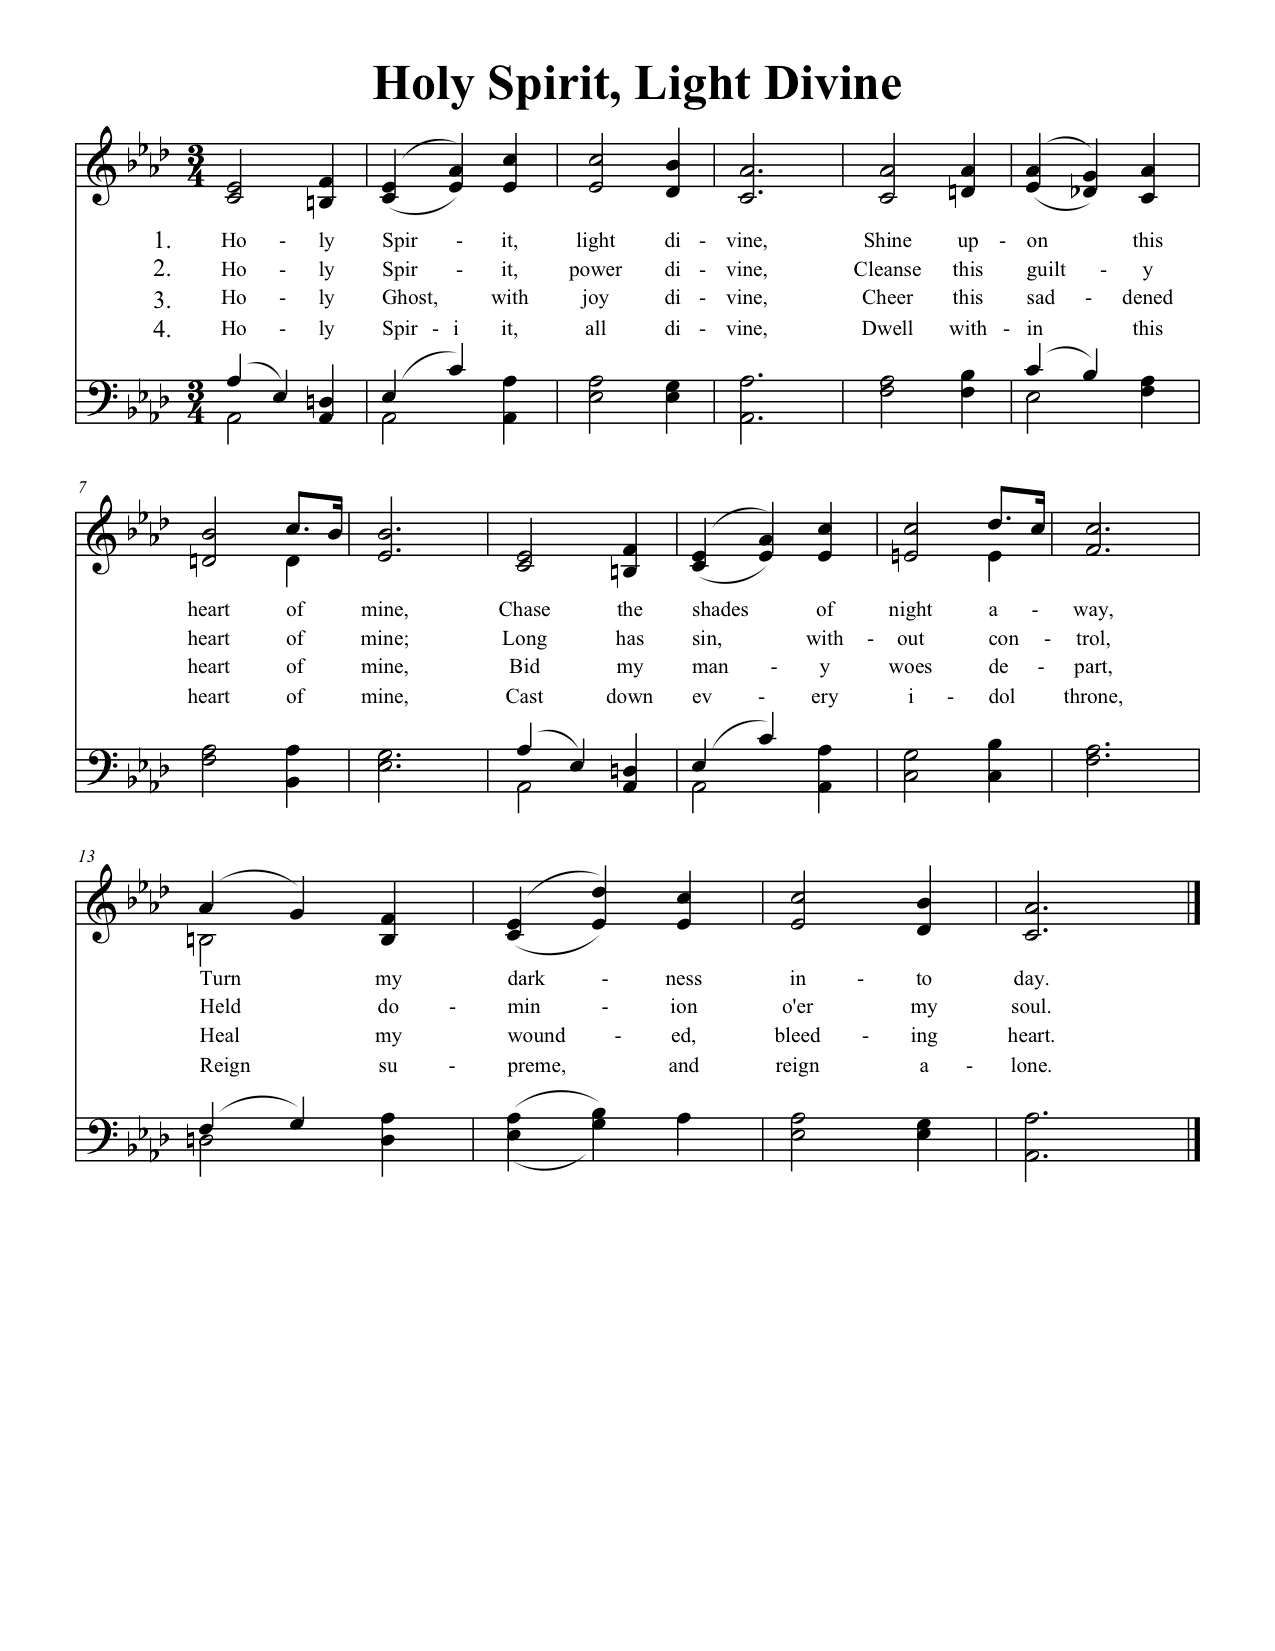 Holy Spirit, Light Divine
3 4
1. Ho - ly Spir - it, light di - vine, Shine up - on this
2. Ho - ly Spir - it, power di - vine, Cleanse this guilt - y
3. Ho - ly Ghost, with joy di - vine, Cheer this sad - dened
4. Ho - ly Spir - i it, all di - vine, Dwell with - in this
3 4
7
heart of mine, Chase the shades of night a - way,
heart of mine; Long has sin, with - out con - trol,
heart of mine, Bid my man - y woes de - part,
heart of mine, Cast down ev - ery i - dol throne,
13
Turn my dark - ness in - to day.
Held do - min - ion o'er my soul.
Heal my wound - ed, bleed - ing heart.
Reign su - preme, and reign a - lone.